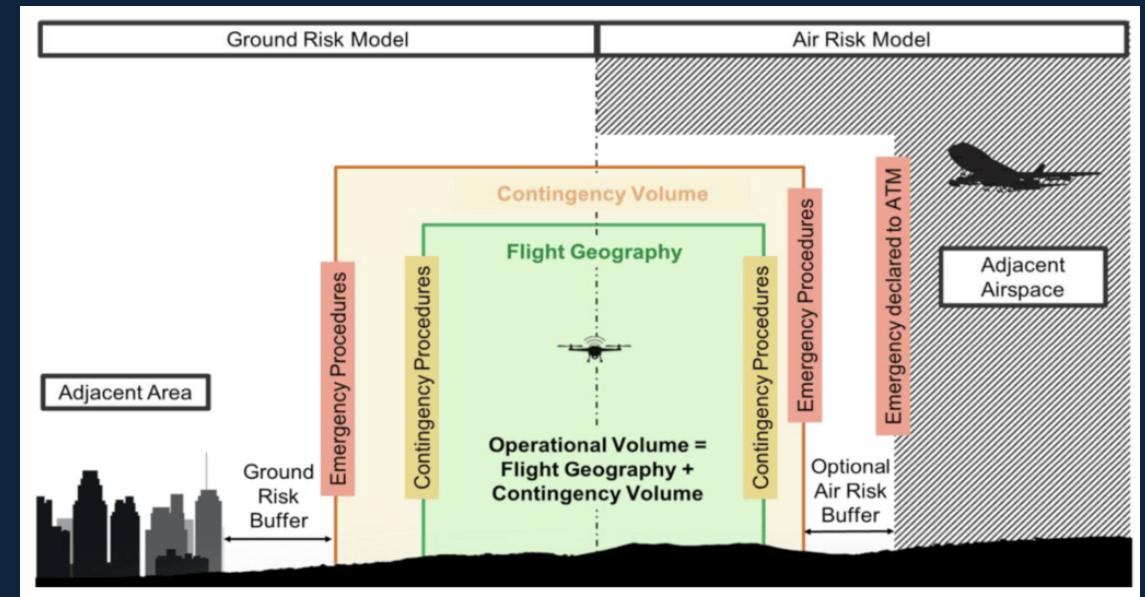 Ground Risk Model
Air Risk Model
Contingency Volume
Flight Geography
Emergency Procedures
Contingency Procedures
Contingency Procedures
Emergency Procedures
Emergency declared to ATM
Adjacent
Airspace
Adjacent Area
Operational Volume =
Flight Geography +
Contingency Volume
Ground
Risk
Buffer
Optional
Air Risk
Buffer